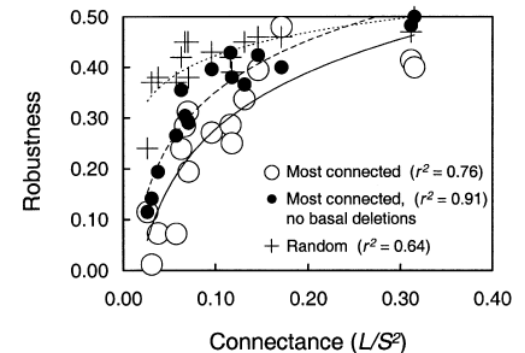 0.50
0.40
0.30
0.20
0.10
0.00
Robustness
Most connected (r² = 0.76)
Most connected, (r² = 0.91)
no basal deletions
Random (r² = 0.64)
0.00 0.10 0.20 0.30 0.40
Connectance (L/S²)